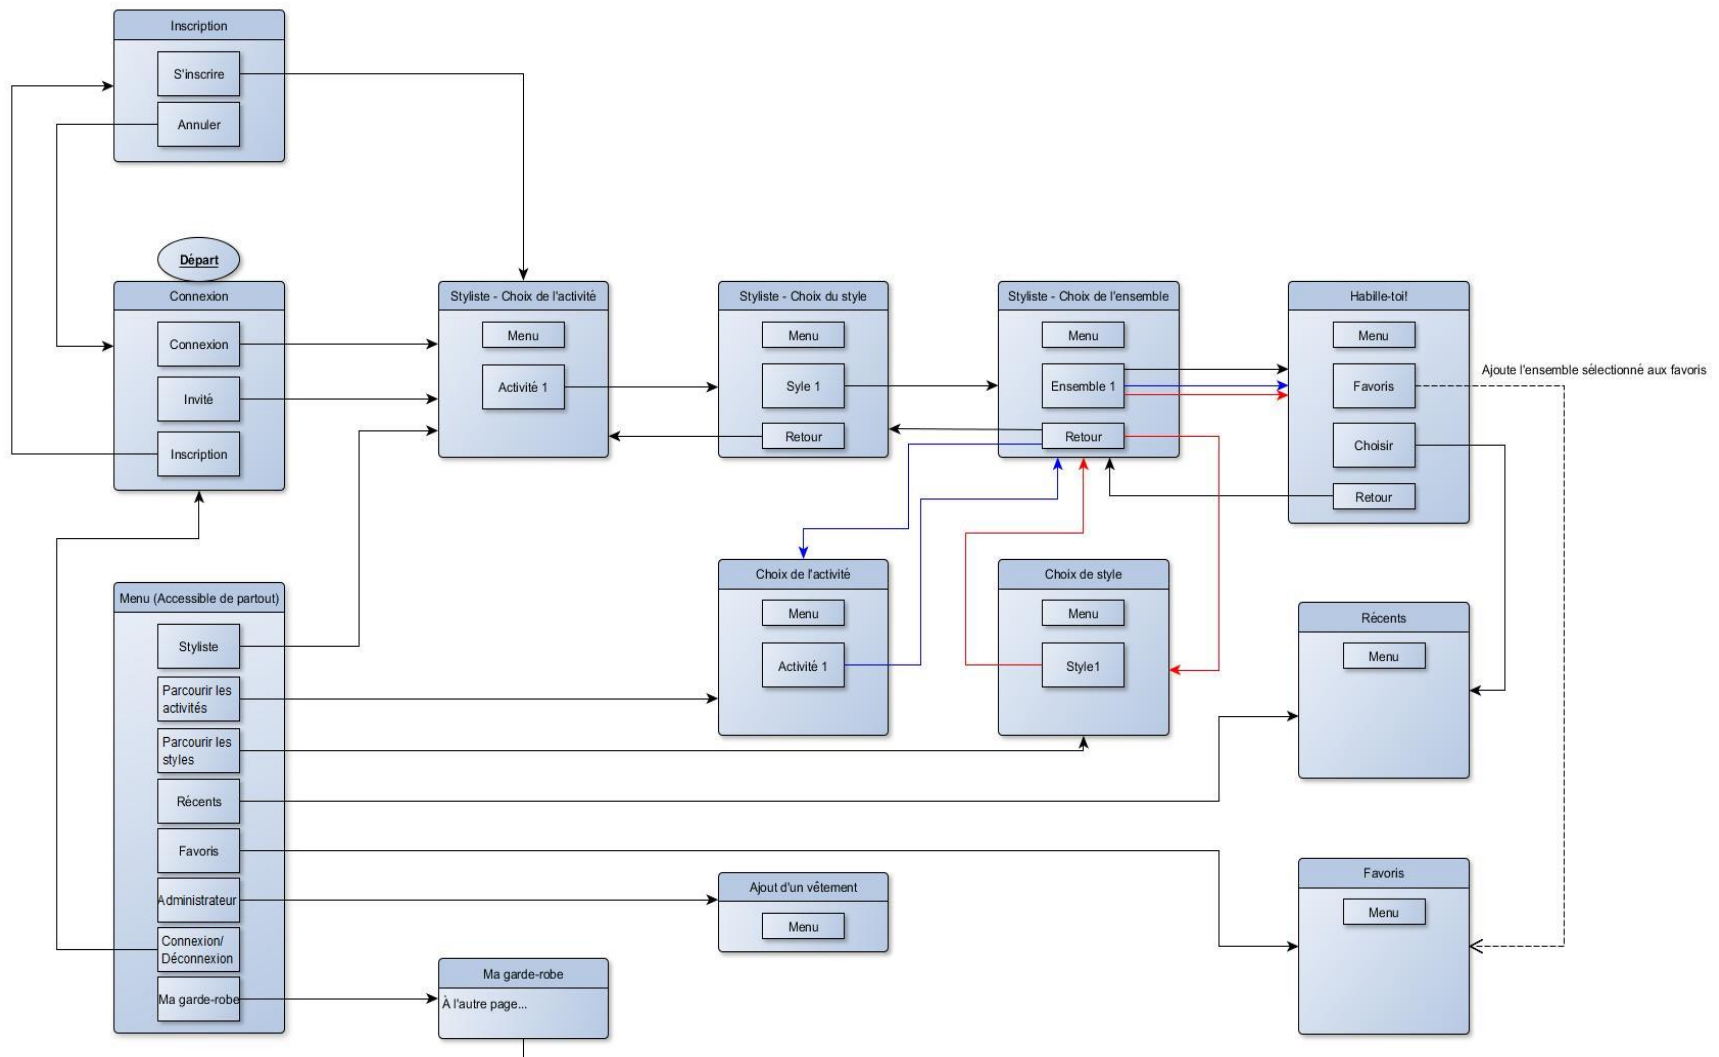 Inscription
S'inscrire
Annuler
Départ
Connexion
Connexion
Invité
Inscription
Styliste - Choix de l'activité
Menu
Activité 1
Styliste - Choix du style
Menu
Syle 1
Retour
Styliste - Choix de l'ensemble
Menu
Ensemble 1
Retour
Habille-toi!
Menu
Favoris
Choisir
Retour
Ajoute l'ensemble sélectionné aux favoris
Menu (Accessible de partout)
Styliste
Parcourir les
activités
Parcourir les
styles
Récents
Favoris
Administrateur
Connexion/
Déconnexion
Ma garde-robe
Choix de l'activité
Menu
Activité 1
Choix de style
Menu
Style1
Récents
Menu
Ajout d'un vêtement
Menu
Favoris
Menu
Ma garde-robe
À l'autre page...